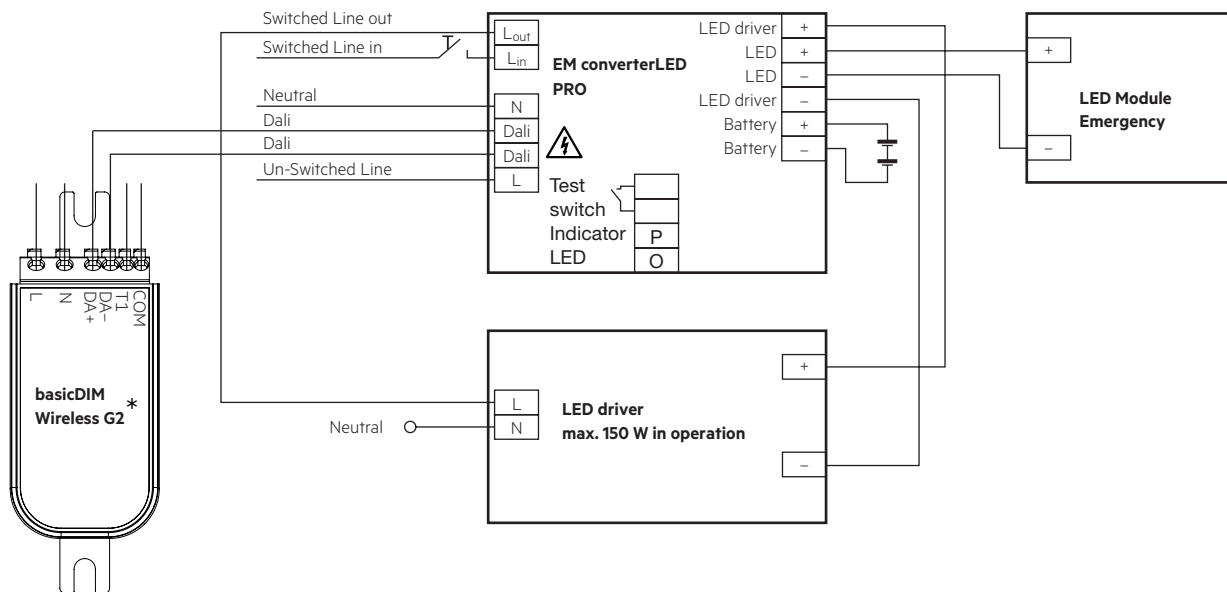 Switched Line out
Switched Line in
Neutral
Dali
Dali
Un-Switched Line
Lout
Lin
N
Dali
Dali
L
EM converterLED
PRO
Test
switch
Indicator
LED
P
O
LED driver +
LED +
LED –
LED driver –
Battery +
Battery –
+
–
LED Module
Emergency
L
N
DA+
DA–
T1
COM
basicDIM
Wireless G2 *
Neutral
L
N
LED driver
max. 150 W in operation
+
–